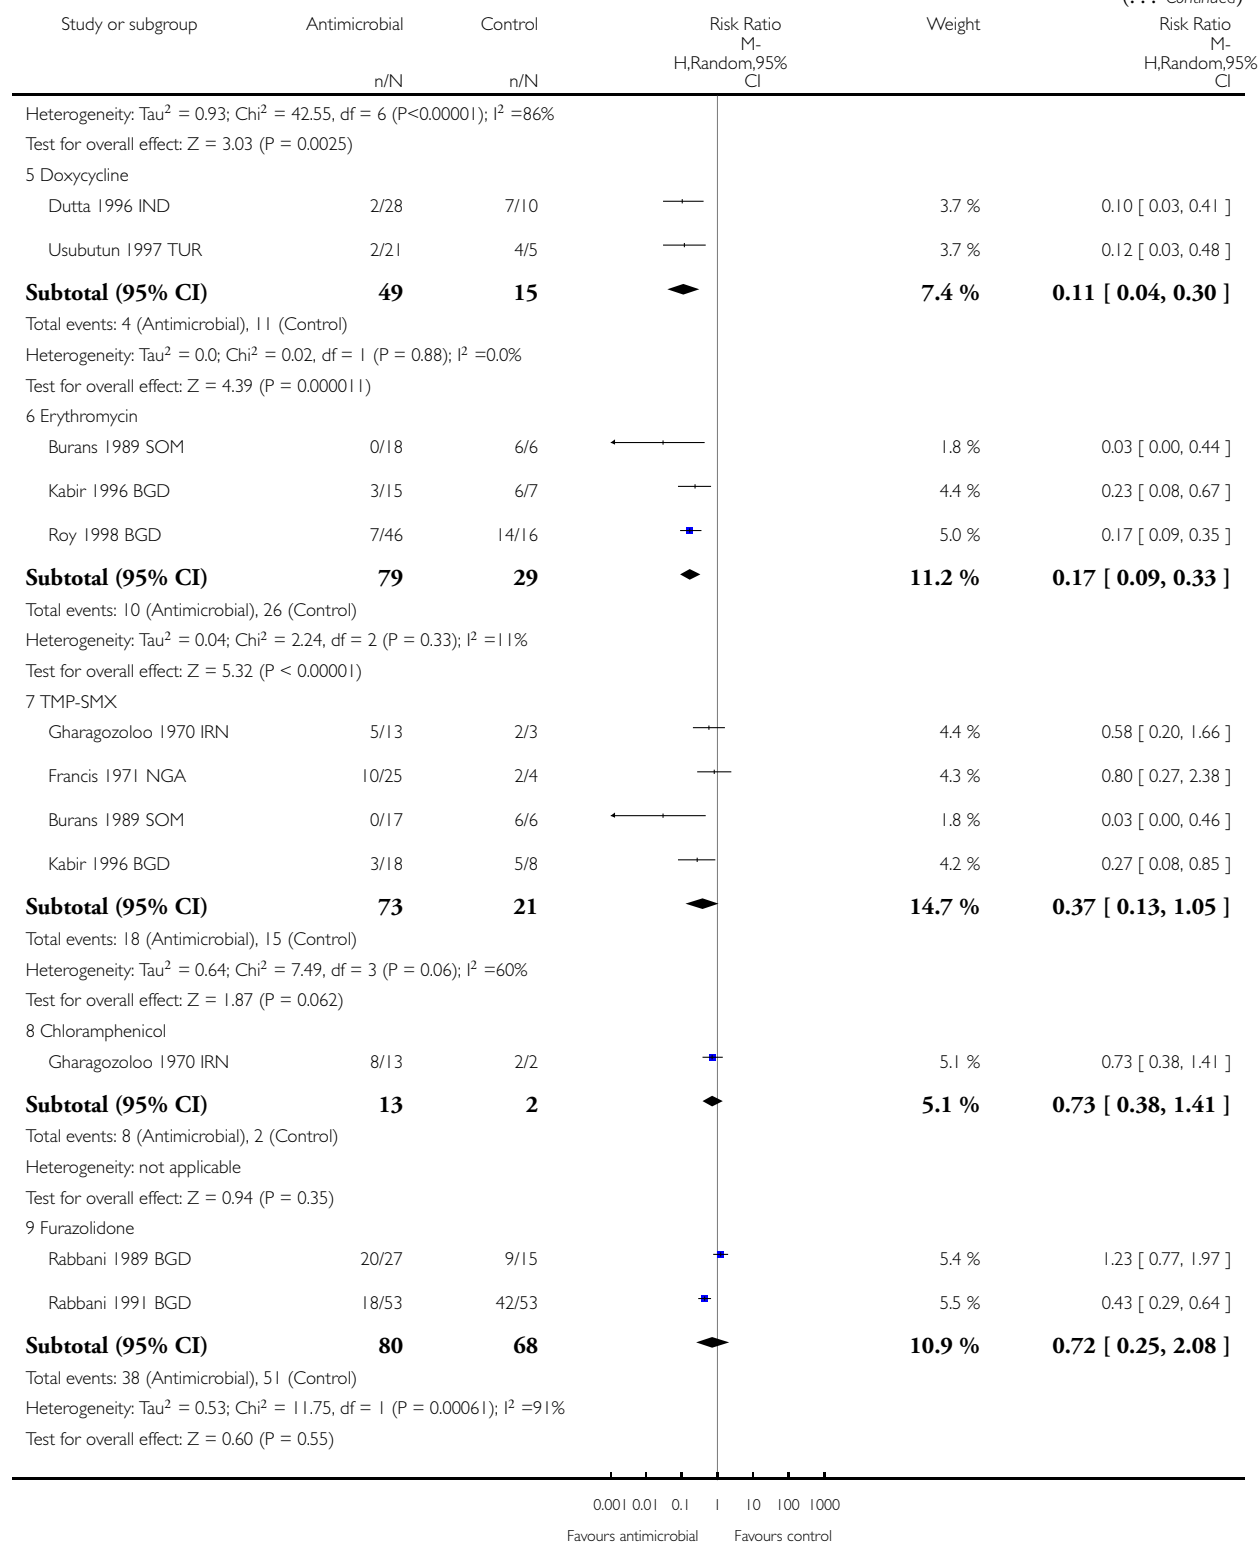 (... Continued)
Study or subgroup Antimicrobial Control Risk Ratio Weight Risk Ratio
M- M-
H,Random,95% H,Random,95%
n/N n/N CI CI
Heterogeneity: Tau² = 0.93; Chi² = 42.55, df = 6 (P<0.00001); I² =86%
Test for overall effect: Z = 3.03 (P = 0.0025)
5 Doxycycline
Dutta 1996 IND 2/28 7/10 3.7 % 0.10 [ 0.03, 0.41 ]
Usubutun 1997 TUR 2/21 4/5 3.7 % 0.12 [ 0.03, 0.48 ]
Subtotal (95% CI) 49 15 7.4 % 0.11 [ 0.04, 0.30 ]
Total events: 4 (Antimicrobial), 11 (Control)
Heterogeneity: Tau² = 0.0; Chi² = 0.02, df = 1 (P = 0.88); I² =0.0%
Test for overall effect: Z = 4.39 (P = 0.000011)
6 Erythromycin
Burans 1989 SOM 0/18 6/6 1.8 % 0.03 [ 0.00, 0.44 ]
Kabir 1996 BGD 3/15 6/7 4.4 % 0.23 [ 0.08, 0.67 ]
Roy 1998 BGD 7/46 14/16 5.0 % 0.17 [ 0.09, 0.35 ]
Subtotal (95% CI) 79 29 11.2 % 0.17 [ 0.09, 0.33 ]
Total events: 10 (Antimicrobial), 26 (Control)
Heterogeneity: Tau² = 0.04; Chi² = 2.24, df = 2 (P = 0.33); I² =11%
Test for overall effect: Z = 5.32 (P < 0.00001)
7 TMP-SMX
Gharagozoloo 1970 IRN 5/13 2/3 4.4 % 0.58 [ 0.20, 1.66 ]
Francis 1971 NGA 10/25 2/4 4.3 % 0.80 [ 0.27, 2.38 ]
Burans 1989 SOM 0/17 6/6 1.8 % 0.03 [ 0.00, 0.46 ]
Kabir 1996 BGD 3/18 5/8 4.2 % 0.27 [ 0.08, 0.85 ]
Subtotal (95% CI) 73 21 14.7 % 0.37 [ 0.13, 1.05 ]
Total events: 18 (Antimicrobial), 15 (Control)
Heterogeneity: Tau² = 0.64; Chi² = 7.49, df = 3 (P = 0.06); I² =60%
Test for overall effect: Z = 1.87 (P = 0.062)
8 Chloramphenicol
Gharagozoloo 1970 IRN 8/13 2/2 5.1 % 0.73 [ 0.38, 1.41 ]
Subtotal (95% CI) 13 2 5.1 % 0.73 [ 0.38, 1.41 ]
Total events: 8 (Antimicrobial), 2 (Control)
Heterogeneity: not applicable
Test for overall effect: Z = 0.94 (P = 0.35)
9 Furazolidone
Rabbani 1989 BGD 20/27 9/15 5.4 % 1.23 [ 0.77, 1.97 ]
Rabbani 1991 BGD 18/53 42/53 5.5 % 0.43 [ 0.29, 0.64 ]
Subtotal (95% CI) 80 68 10.9 % 0.72 [ 0.25, 2.08 ]
Total events: 38 (Antimicrobial), 51 (Control)
Heterogeneity: Tau² = 0.53; Chi² = 11.75, df = 1 (P = 0.00061); I² =91%
Test for overall effect: Z = 0.60 (P = 0.55)
0.001 0.01 0.1 1 10 100 1000
Favours antimicrobial Favours control